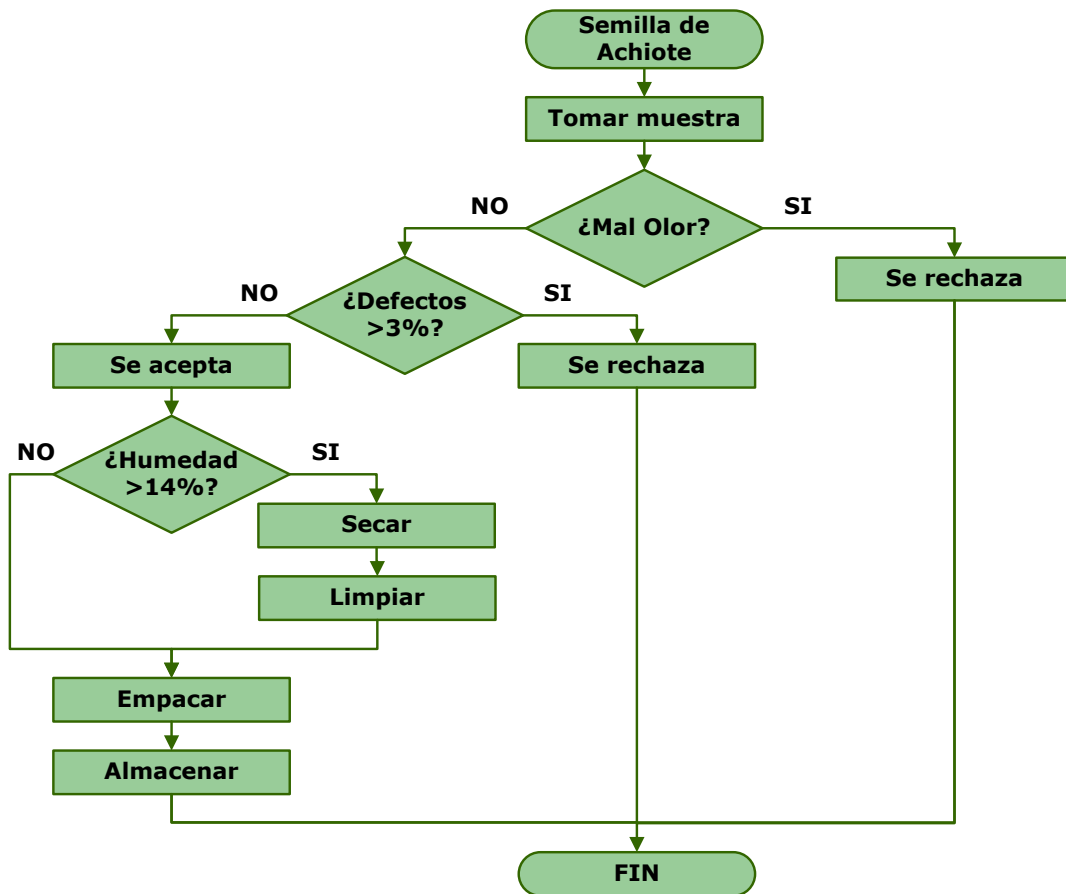 Semilla de
Achiote
Tomar muestra
¿Mal Olor?
NO
SI
Se rechaza
¿Defectos
>3%?
NO
SI
Se acepta
Se rechaza
¿Humedad
>14%?
NO
SI
Secar
Limpiar
Empacar
Almacenar
FIN